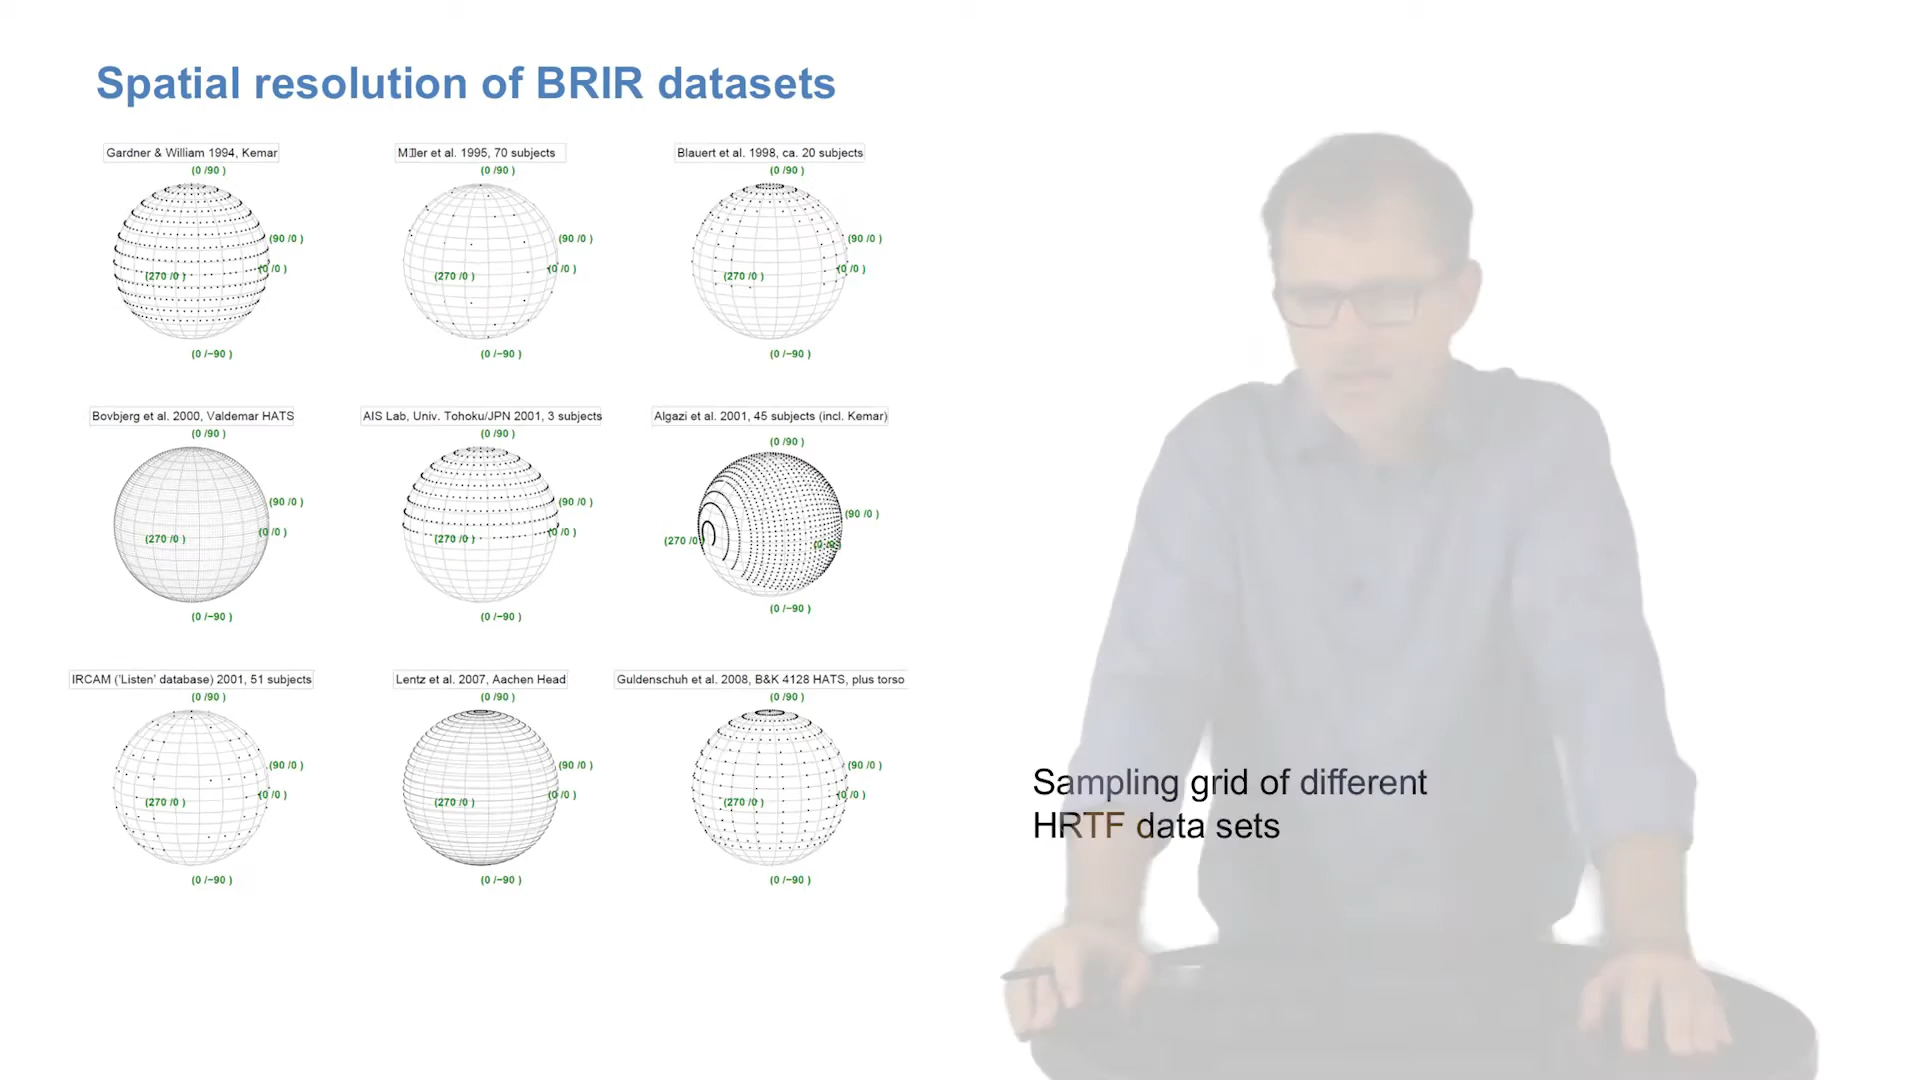 Spatial resolution of BRIR datasets
Gardner & William 1994, Kemar
(0 /90 )
(90 /0 )
(0 /0 )
(270 /0 )
(0 /−90 )
et al. 1995, 70 subjects
(0 /90 )
(90 /0 )
(0 /0 )
(270 /0 )
(0 /−90 )
Blauert et al. 1998, ca. 20 subjects
(0 /90 )
(90 /0 )
(0 /0 )
(270 /0 )
(0 /−90 )
Bovbjerg et al. 2000, Valdemar HATS
(0 /90 )
(90 /0 )
(0 /0 )
(270 /0 )
(0 /−90 )
AIS Lab, Univ. Tohoku/JPN 2001, 3 subjects
(0 /90 )
(90 /0 )
(0 /0 )
(270 /0 )
(0 /−90 )
Algazi et al. 2001, 45 subjects (incl. Kemar)
(0 /90 )
(90 /0 )
(270 /0 )
(0 /0 )
(0 /−90 )
IRCAM ('Listen' database) 2001, 51 subjects
(0 /90 )
(90 /0 )
(0 /0 )
(270 /0 )
(0 /−90 )
Lentz et al. 2007, Aachen Head
(0 /90 )
(90 /0 )
(0 /0 )
(270 /0 )
(0 /−90 )
Guldenschuh et al. 2008, B&K 4128 HATS, plus torso
(0 /90 )
(90 /0 )
(0 /0 )
(270 /0 )
(0 /−90 )
Sampling grid of different
HRTF data sets